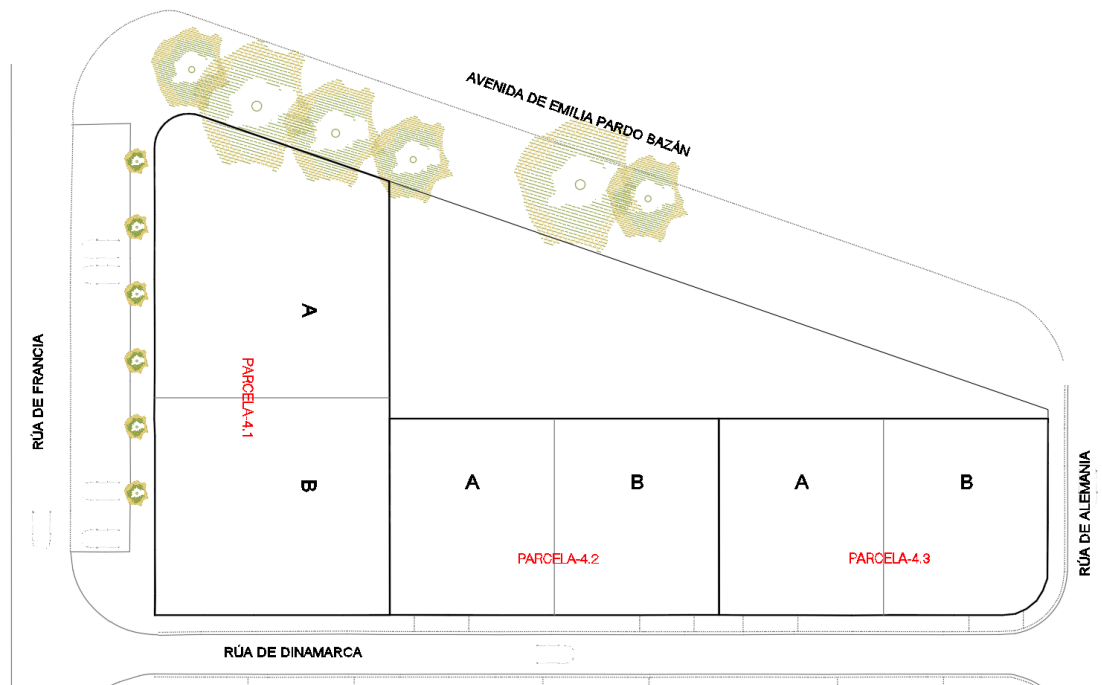 AVENIDA DE EMILIA PARDO BAZÁN
RÚA DE FRANCIA
A
PARCELA-4.1
B
A
B
PARCELA-4.2
A
B
PARCELA-4.3
RÚA DE ALEMANIA
RÚA DE DINAMARCA